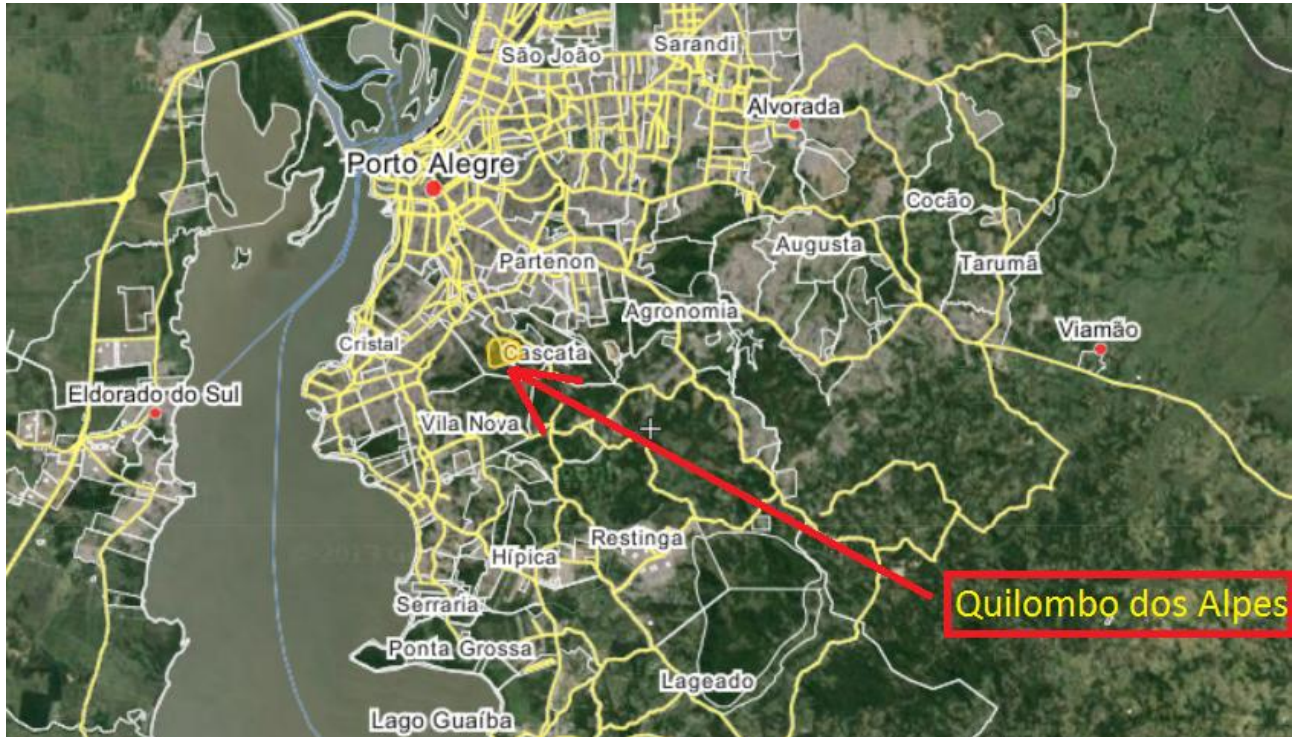 São João
Sarandi
Alvorada
Porto Alegre
Cocão
Augusta
Partenon
Tarumã
Agronomia
Viamão
Cristal
Cascata
Eldorado do Sul
Vila Nova
Restinga
Hípica
Quilombo dos Alpes
Serraria
Ponta Grossa
Lageado
Lago Guaíba